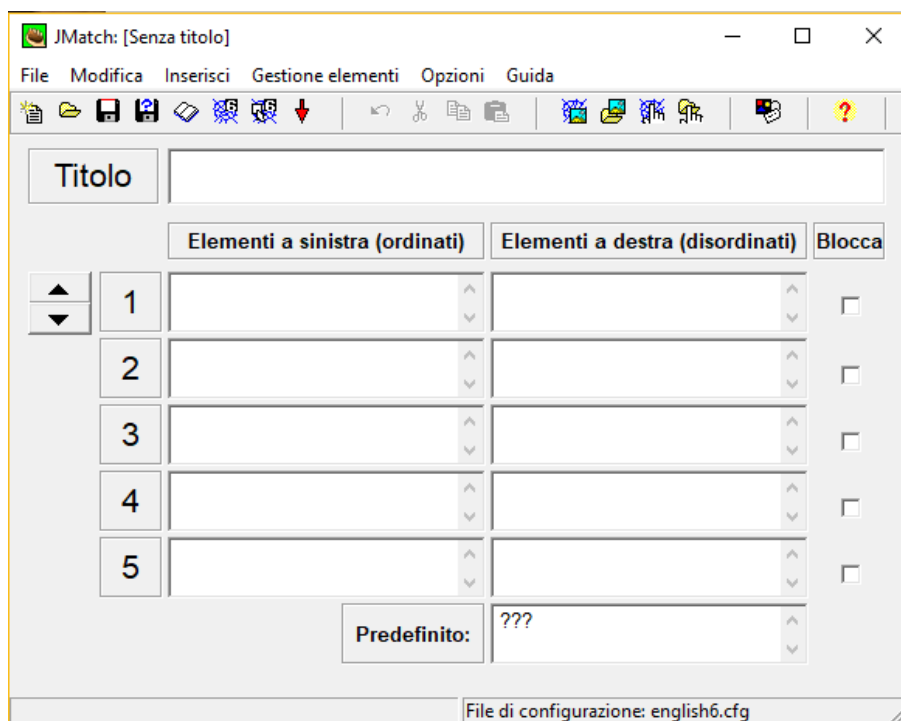 JMatch: [Senza titolo]
File Modifica Inserisci Gestione elementi Opzioni Guida
Titolo
Elementi a sinistra (ordinati) Elementi a destra (disordinati) Blocca
1
2
3
4
5
Predefinito: ???
File di configurazione: english6.cfg